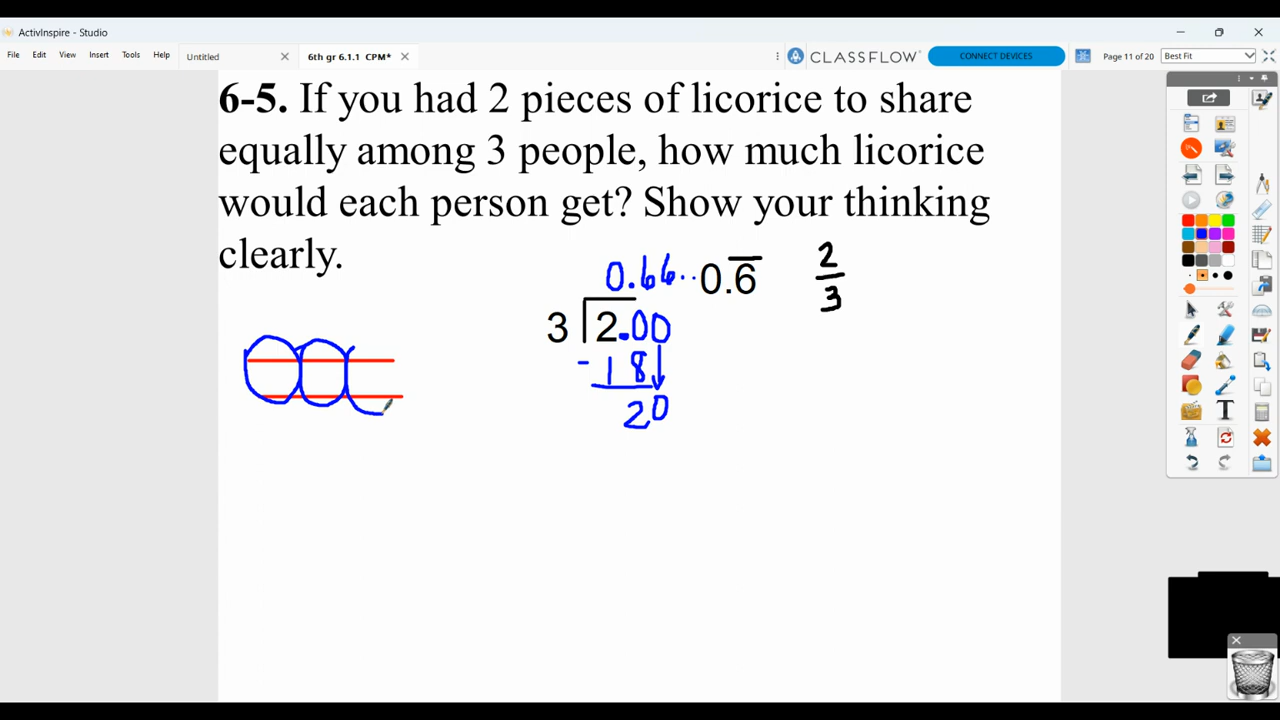 ActivInspire - Studio
File Edit View Insert Tools Help Untitled 6th gr 6.1.1 CPM* CLASSFLOW CONNECT DEVICES Page 11 of 20 Best Fit
6-5. If you had 2 pieces of licorice to share
equally among 3 people, how much licorice
would each person get? Show your thinking
clearly.
0.66.. 0.6̅ 2
3
3 2.00
- 18
20
T